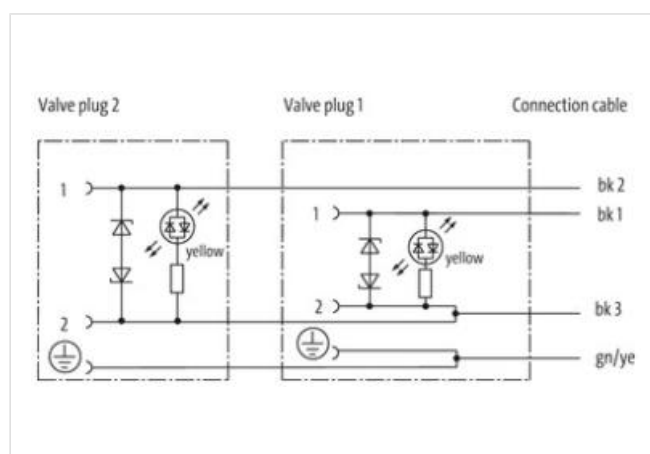 Valve plug 2 Valve plug 1 Connection cable
1 bk 2
1 bk 1
yellow yellow
2 bk 3
2
gn/ye